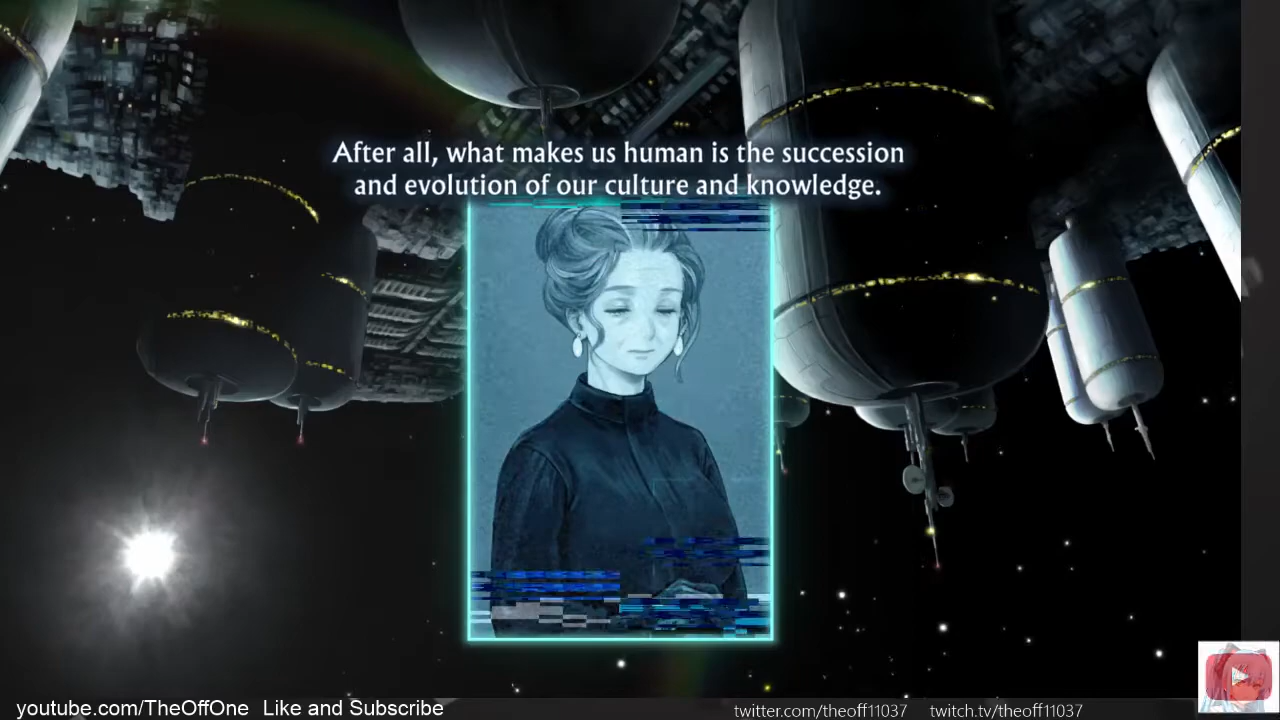 After all, what makes us human is the succession
and evolution of our culture and knowledge.
youtube.com/TheOffOne Like and Subscribe
twitter.com/theoff11037 twitch.tv/theoff11037